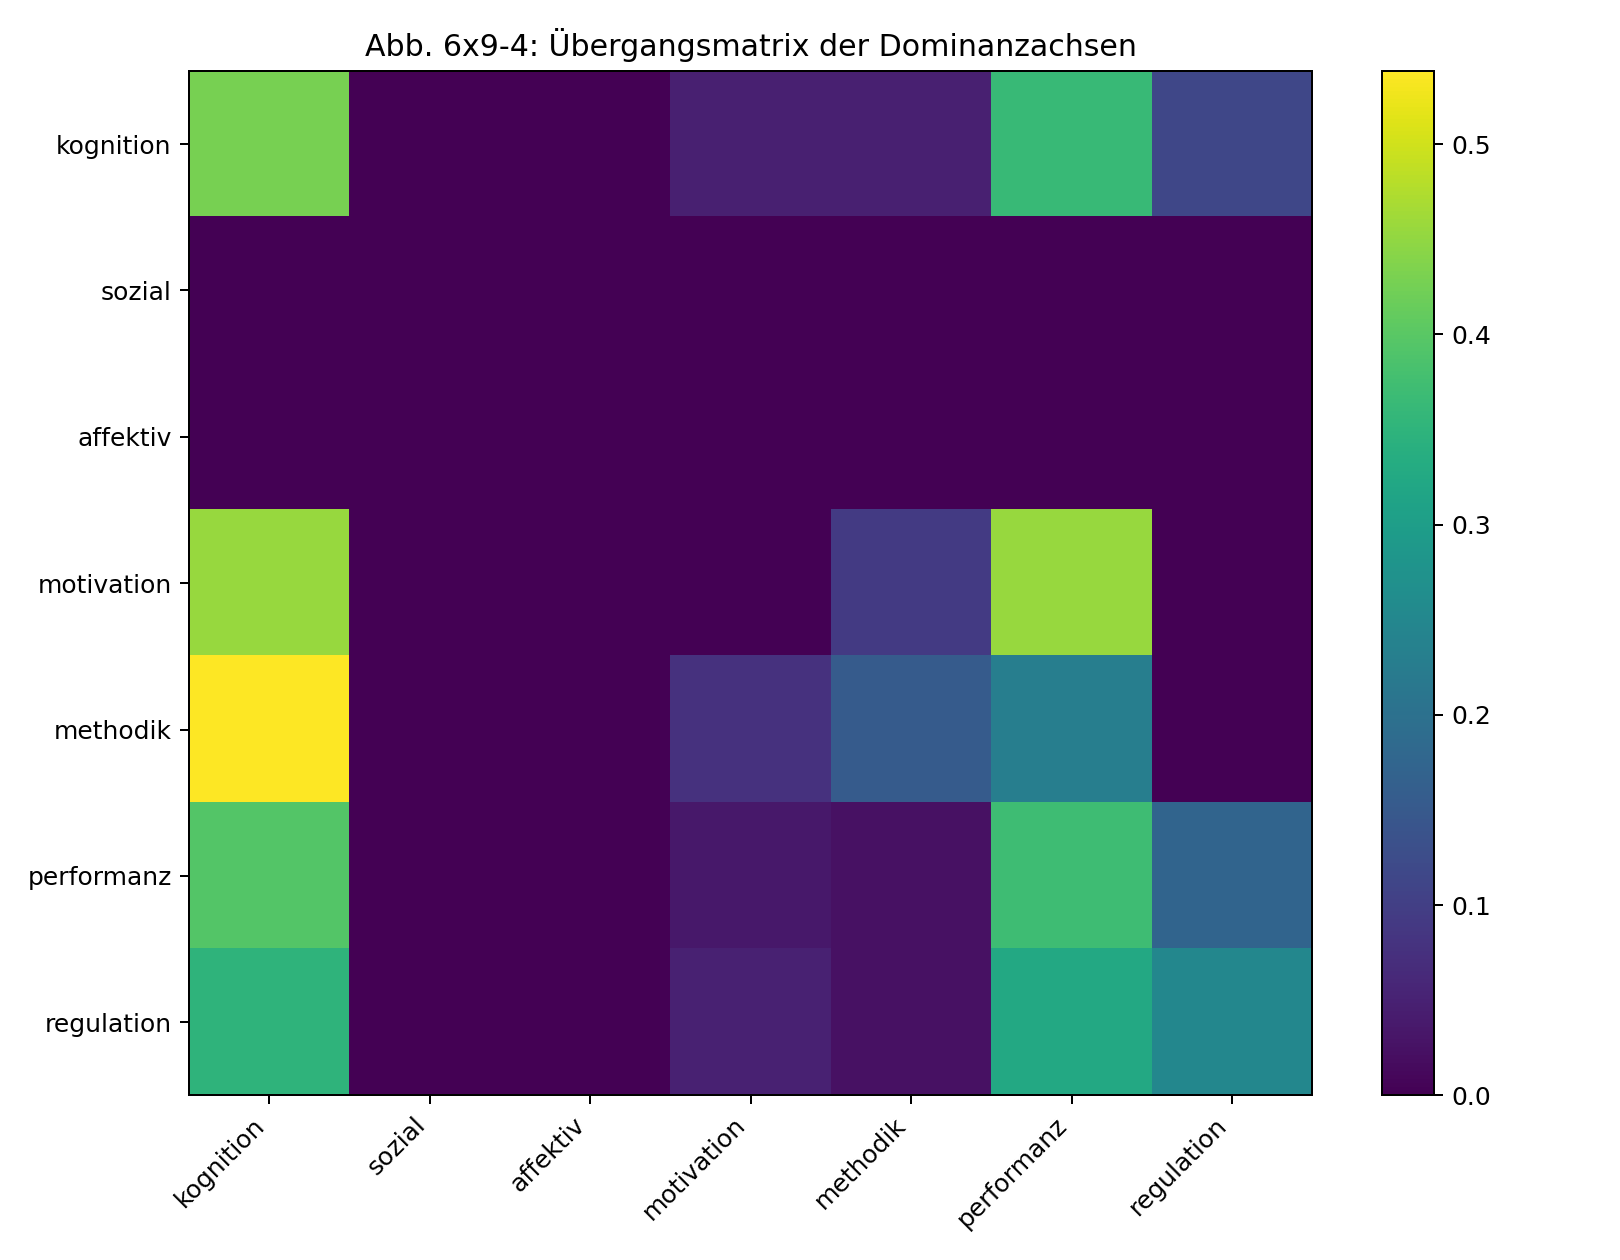 Abb. 6x9-4: Übergangsmatrix der Dominanzachsen
kognition
sozial
affektiv
motivation
methodik
performanz
regulation
kognition
sozial
affektiv
motivation
methodik
performanz
regulation
0.5
0.4
0.3
0.2
0.1
0.0